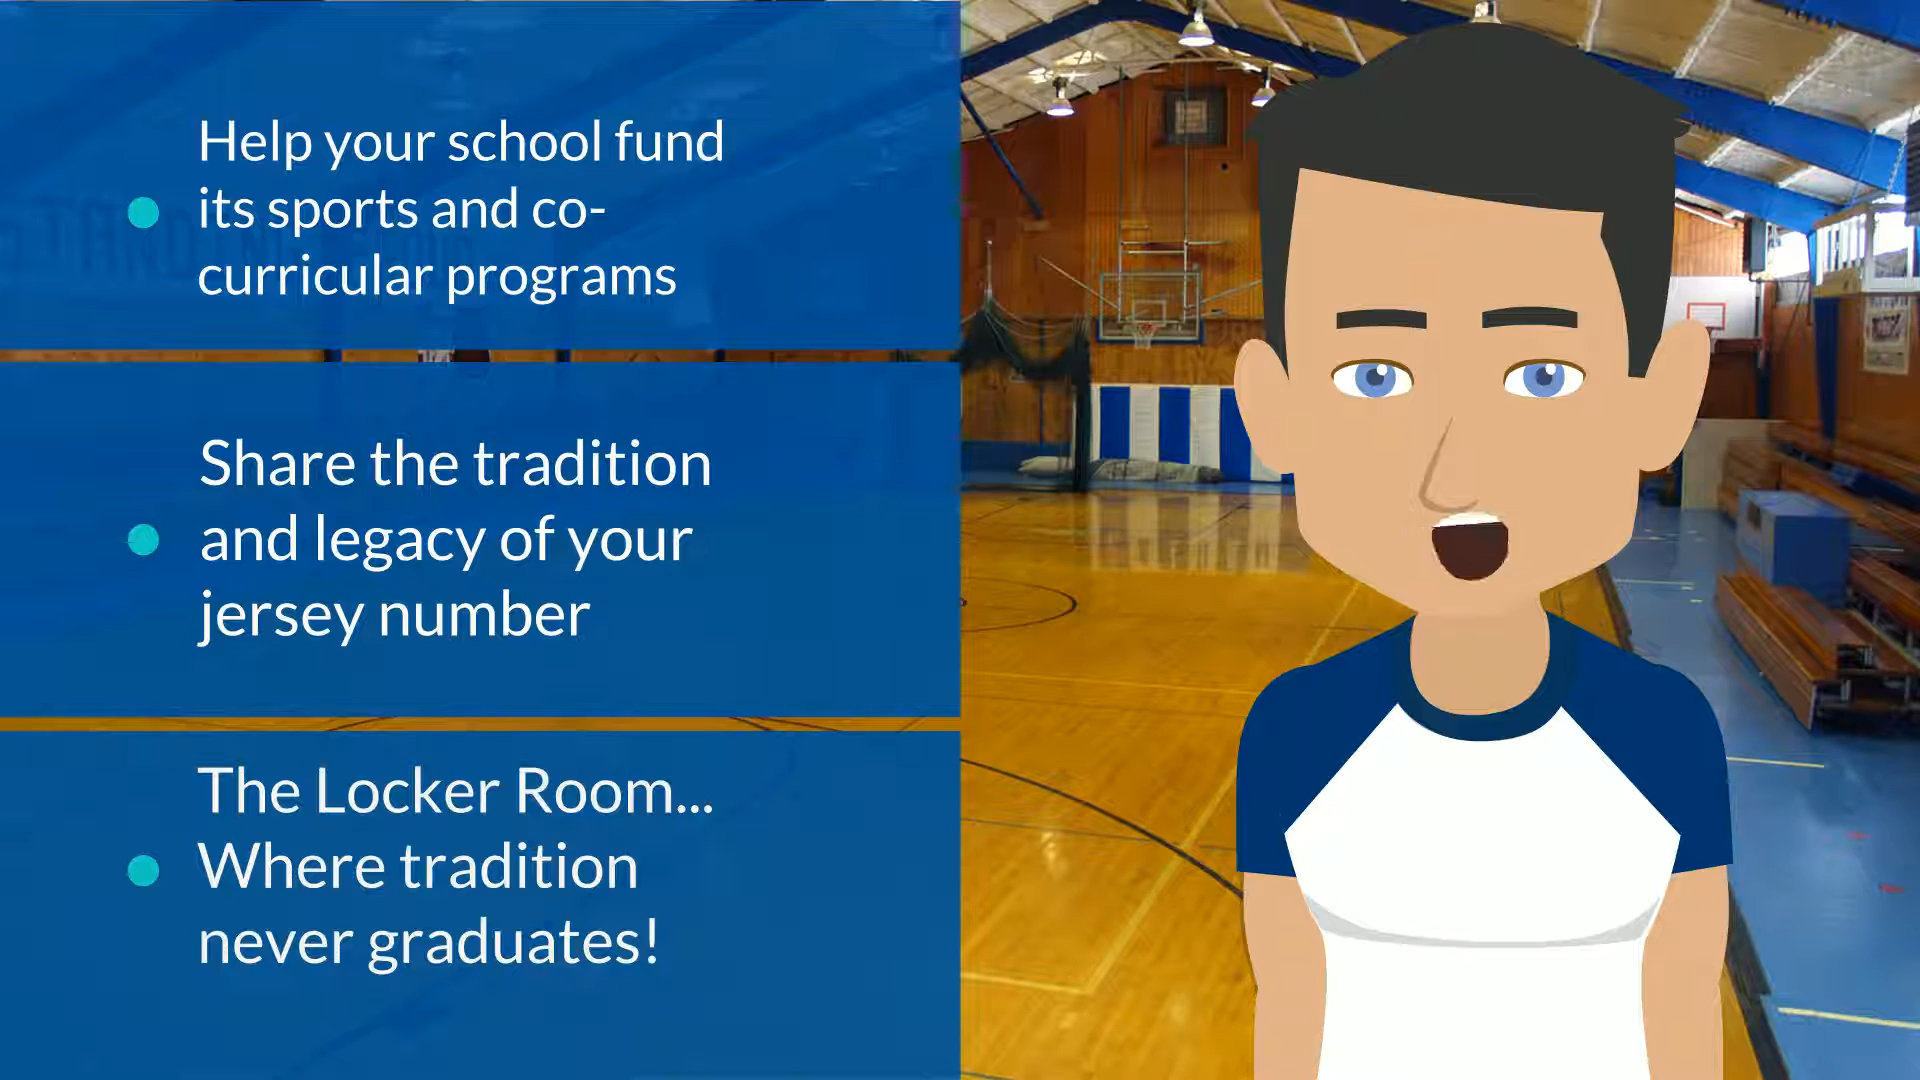 Help your school fund
its sports and co-
curricular programs
Share the tradition
and legacy of your
jersey number
The Locker Room...
Where tradition
never graduates!